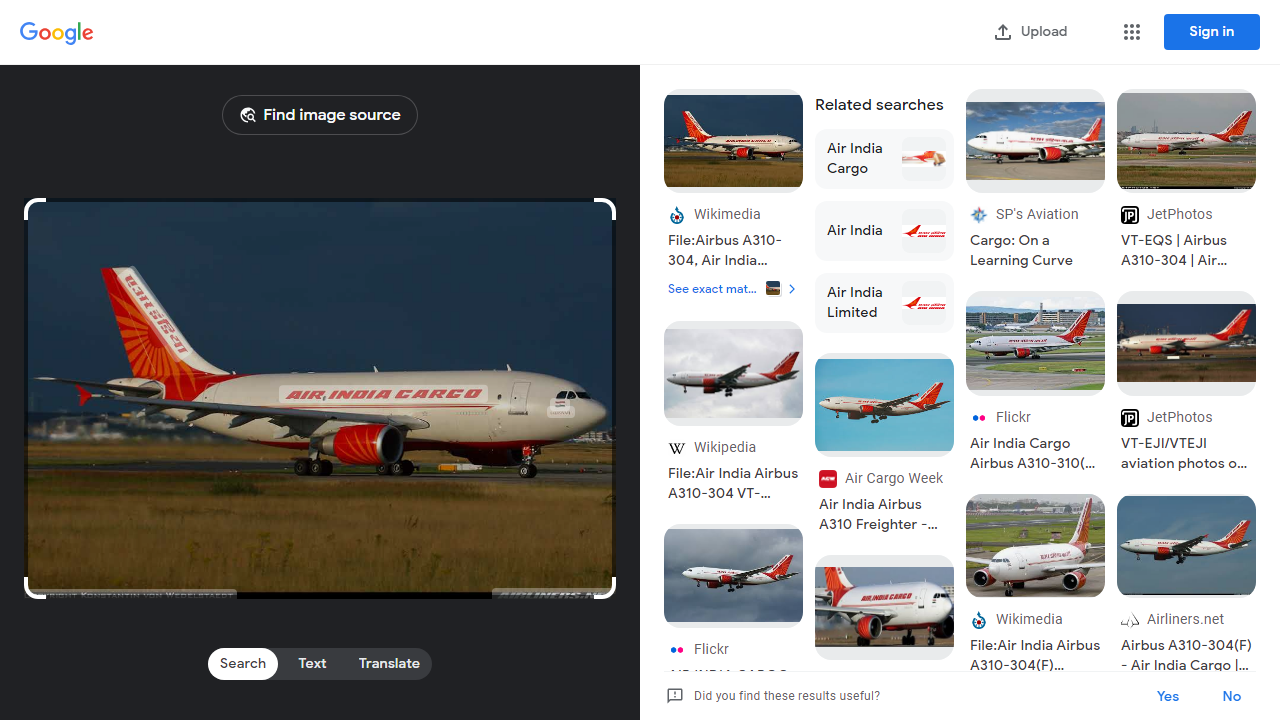 Google
Upload
Sign in
Find image source
AIR INDIA CARGO
Search
Text
Translate
Wikimedia
File:Airbus A310-
304, Air India...
See exact mat...
Wikipedia
File:Air India Airbus
A310-304 VT-...
Flickr
Related searches
Air India
Cargo
Air India
Air India
Limited
Air Cargo Week
Air India Airbus
A310 Freighter -...
SP's Aviation
Cargo: On a
Learning Curve
Flickr
Air India Cargo
Airbus A310-310(...
Wikimedia
File:Air India Airbus
A310-304(F)...
JetPhotos
VT-EQS | Airbus
A310-304 | Air...
JetPhotos
VT-EJI/VTEJI
aviation photos o...
Airliners.net
Airbus A310-304(F)
- Air India Cargo |...
Did you find these results useful?
Yes
No